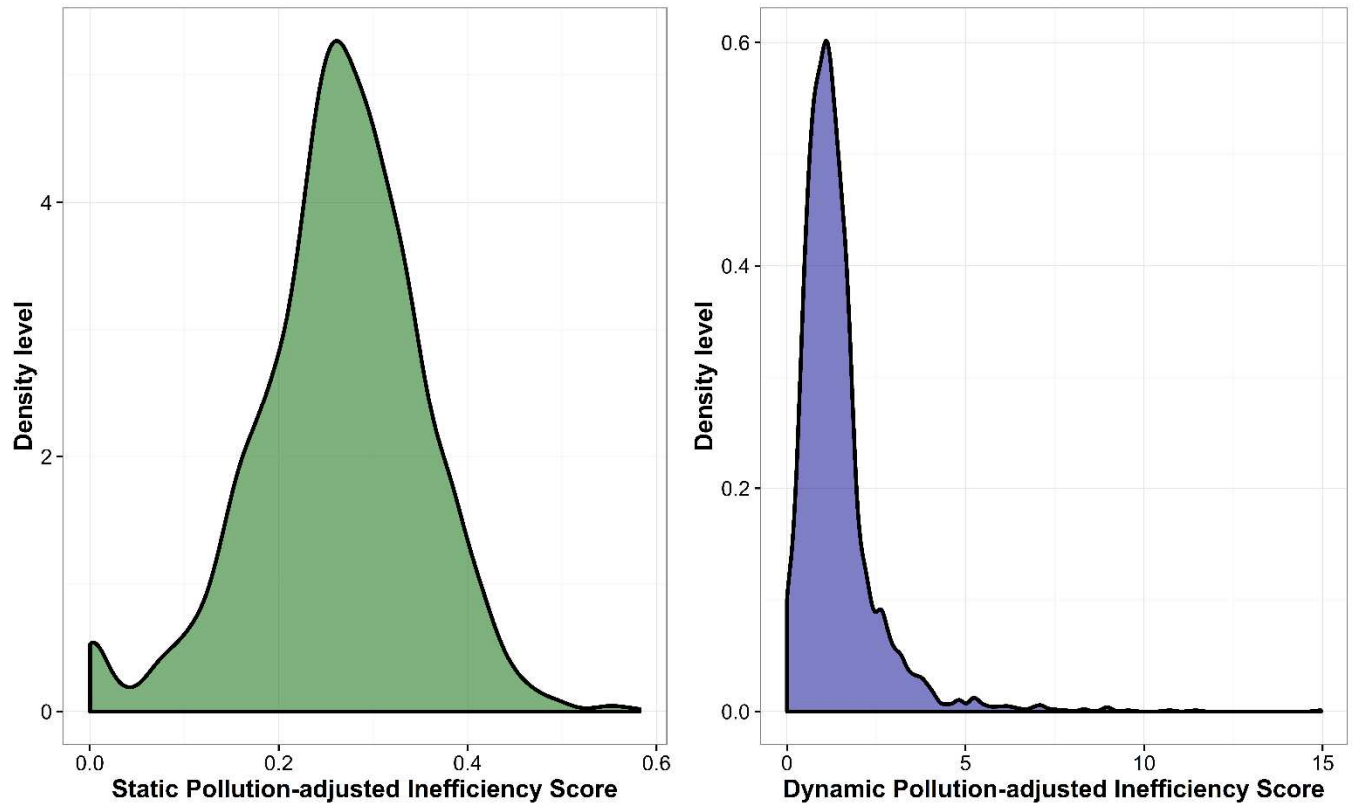 Density level
4
2
0
0.0 0.2 0.4 0.6
Static Pollution-adjusted Inefficiency Score
Density level
0.6
0.4
0.2
0.0
0 5 10 15
Dynamic Pollution-adjusted Inefficiency Score